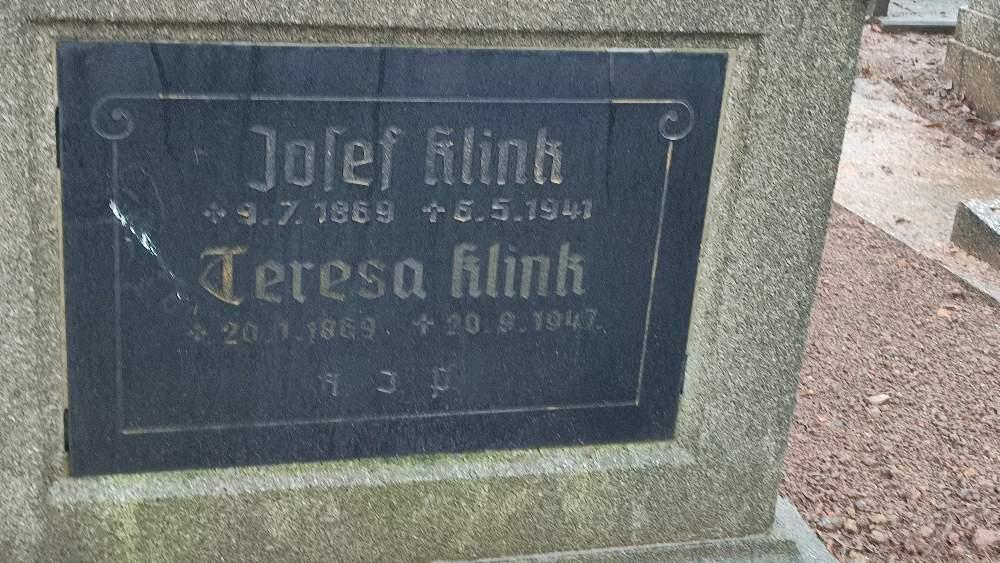 Josef Klink
+ 9.7.1869 + 6.5.1941
Teresa Klink
+ 20.1.1869 + 20.9.1947.
R I P